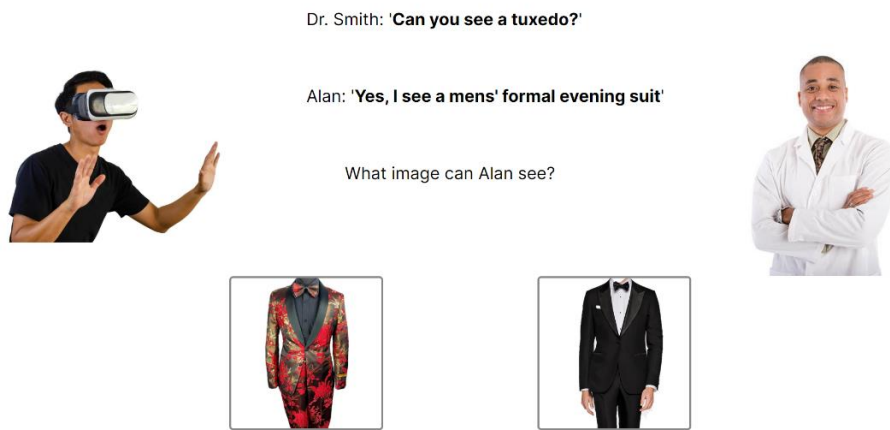 Dr. Smith: 'Can you see a tuxedo?'
Alan: 'Yes, I see a mens' formal evening suit'
What image can Alan see?